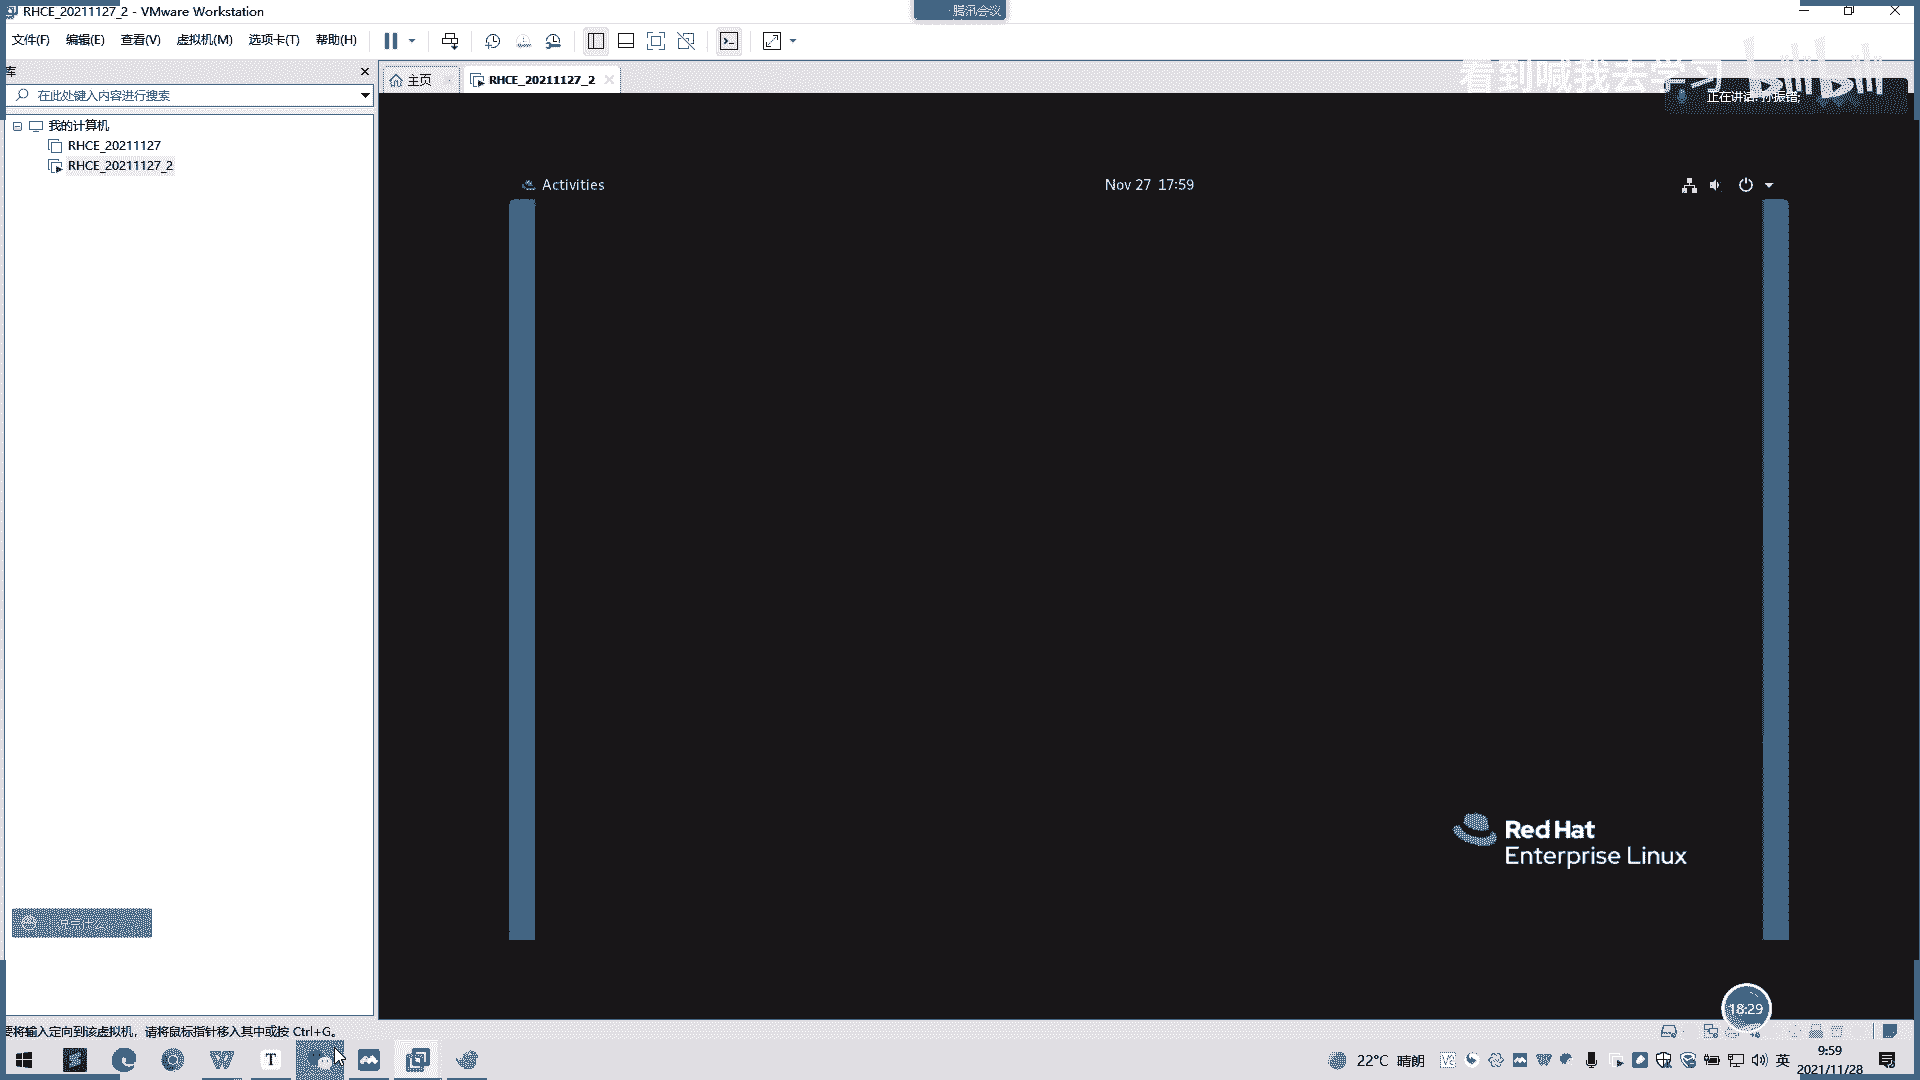 RHCE_20211127_2 - VMware Workstation
腾讯会议
文件(F) 编辑(E) 查看(V) 虚拟机(M) 选项卡(T) 帮助(H)
库
主页
RHCE_20211127_2
看到喊我去学习
bilibili
在此处键入内容进行搜索
正在讲话:
我的计算机
RHCE_20211127
RHCE_20211127_2
Activities
Nov 27 17:59
Red Hat
Enterprise Linux
18:29
要将输入定向到该虚拟机，请将鼠标指针移入其中或按 Ctrl+G。
22°C 晴朗
英
9:59
2021/11/28